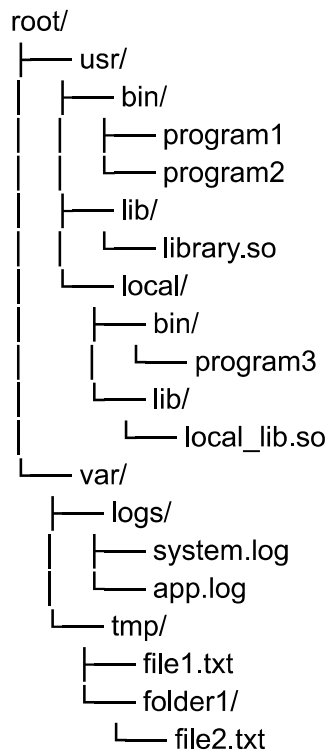 root/
├── usr/
│   ├── bin/
│   │   ├── program1
│   │   └── program2
│   ├── lib/
│   │   └── library.so
│   └── local/
│       ├── bin/
│       │   └── program3
│       └── lib/
│           └── local_lib.so
└── var/
    ├── logs/
    │   ├── system.log
    │   └── app.log
    └── tmp/
        ├── file1.txt
        └── folder1/
            └── file2.txt